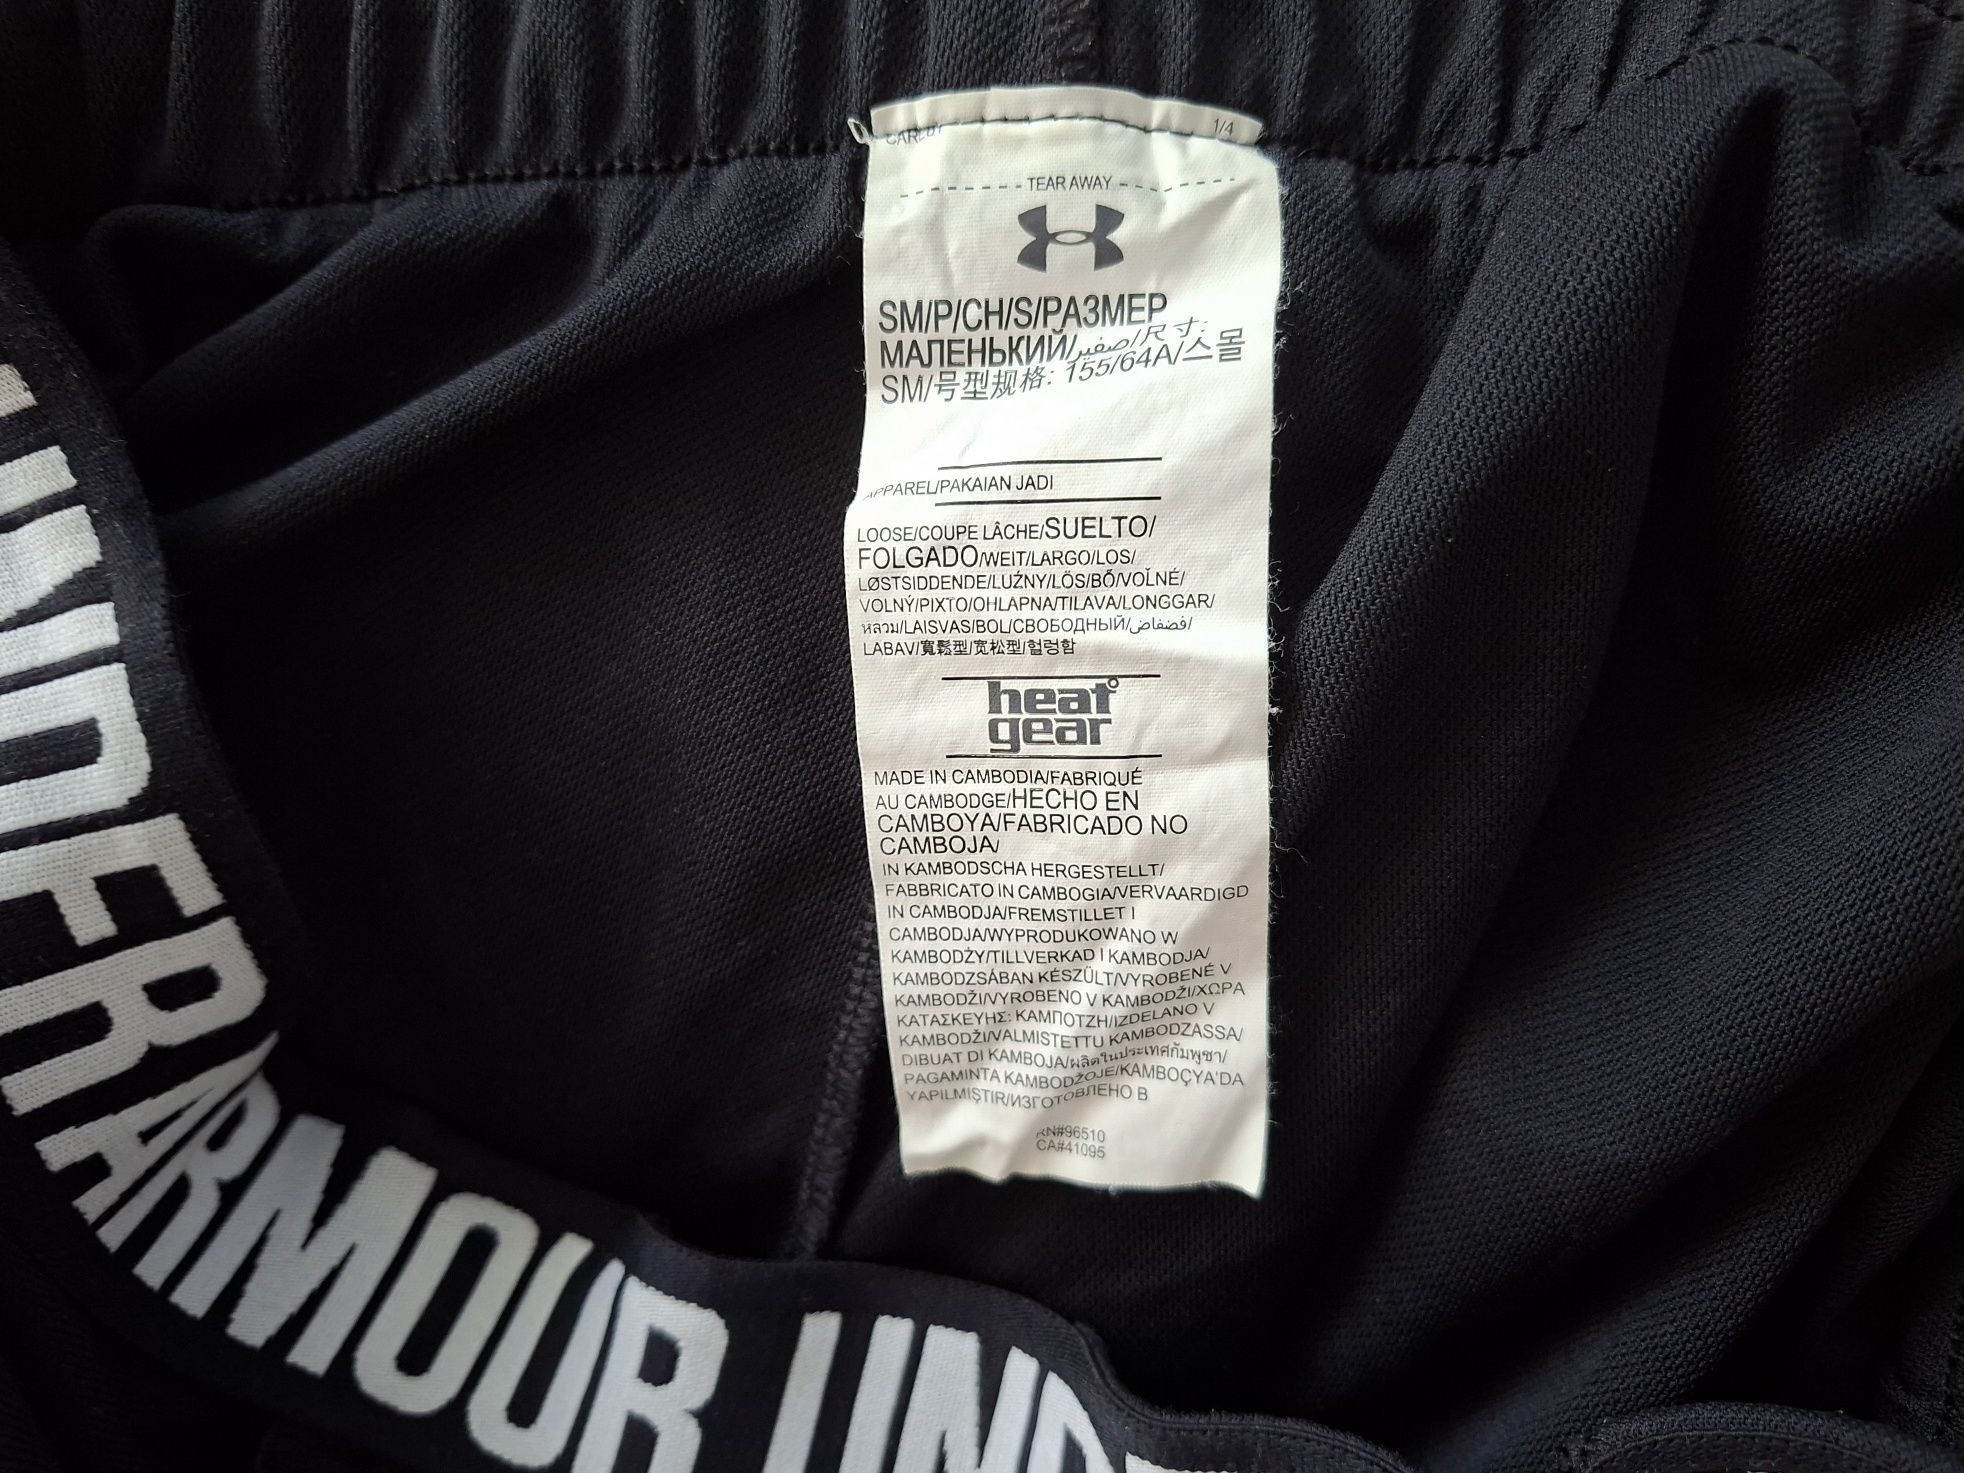 1/4
TEAR AWAY
SM/P/CH/S/РАЗМЕР
МАЛЕНЬКИЙ/صغير/尺寸:
SM/号型规格: 155/64A/스몰
APPAREL/PAKAIAN JADI
LOOSE/COUPE LÂCHE/SUELTO/
FOLGADO/WEIT/LARGO/LOS/
LØSTSIDDENDE/LUŹNY/LÖS/BŐ/VOĽNÉ/
VOLNÝ/ΡΙΧΤΟ/OHLAPNA/TILAVA/LONGGAR/
หลวม/LAISVAS/BOL/СВОБОДНЫЙ/فضفاض/
LABAV/寬鬆型/宽松型/헐렁함
heat°
gear
MADE IN CAMBODIA/FABRIQUÉ
AU CAMBODGE/HECHO EN
CAMBOYA/FABRICADO NO
CAMBOJA/
IN KAMBODSCHA HERGESTELLT/
FABBRICATO IN CAMBOGIA/VERVAARDIGD
IN CAMBODJA/FREMSTILLET I
CAMBODJA/WYPRODUKOWANO W
KAMBODŻY/TILLVERKAD I KAMBODJA/
KAMBODZSÁBAN KÉSZÜLT/VYROBENÉ V
KAMBODŽI/VYROBENO V KAMBODŽI/ΧΩΡΑ
ΚΑΤΑΣΚΕΥΗΣ: ΚΑΜΠΟΤΖΗ/IZDELANO V
KAMBODŽI/VALMISTETTU KAMBODZASSA/
DIBUAT DI KAMBOJA/ผลิตในประเทศกัมพูชา/
PAGAMINTA KAMBODŽOJE/KAMBOÇYA'DA
YAPILMIŞTIR/ИЗГОТОВЛЕНО В
RN#96510
CA#41095
UNDER ARMOUR UNDE